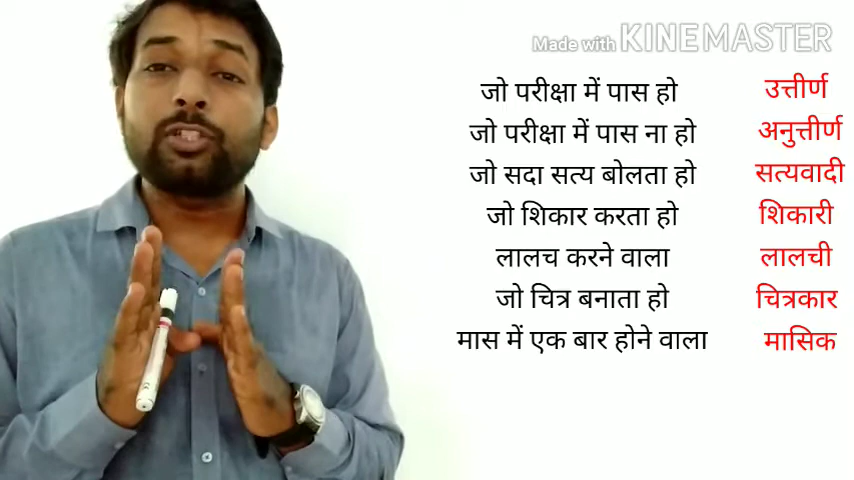 Made with KINEMASTER
जो परीक्षा में पास हो उत्तीर्ण
जो परीक्षा में पास ना हो अनुत्तीर्ण
जो सदा सत्य बोलता हो सत्यवादी
जो शिकार करता हो शिकारी
लालच करने वाला लालची
जो चित्र बनाता हो चित्रकार
मास में एक बार होने वाला मासिक